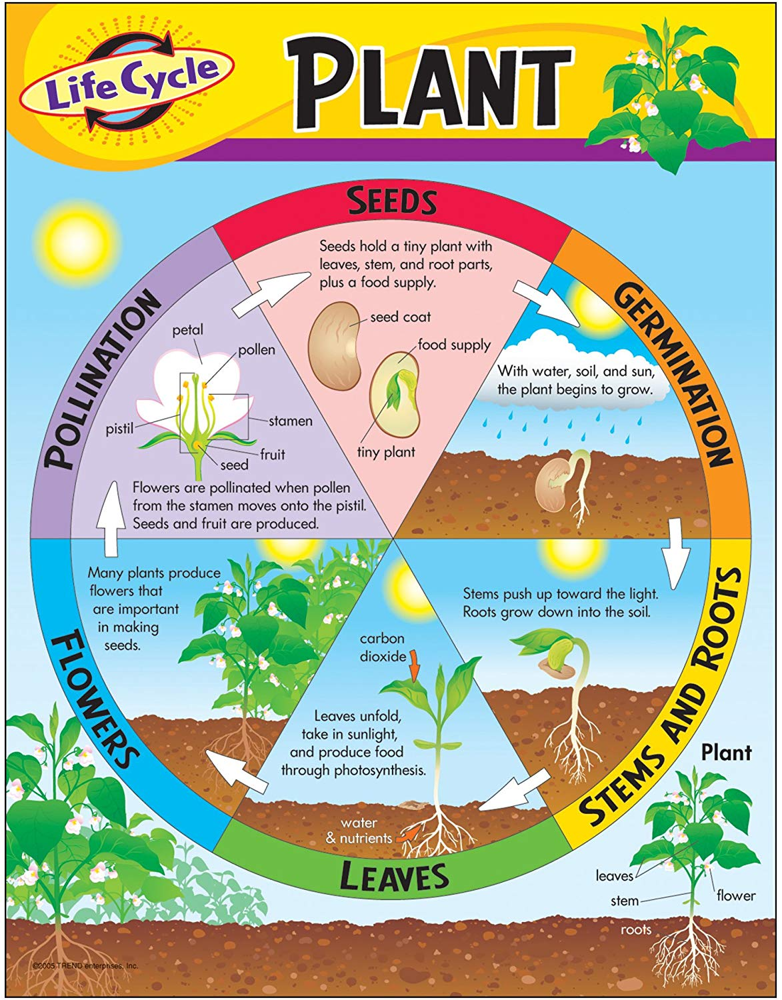 Life Cycle
PLANT
SEEDS
Seeds hold a tiny plant with
leaves, stem, and root parts,
plus a food supply.
seed coat
food supply
tiny plant
GERMINATION
With water, soil, and sun,
the plant begins to grow.
STEMS AND ROOTS
Stems push up toward the light.
Roots grow down into the soil.
LEAVES
carbon
dioxide
Leaves unfold,
take in sunlight,
and produce food
through photosynthesis.
water
& nutrients
FLOWERS
Many plants produce
flowers that
are important
in making
seeds.
POLLINATION
petal
pollen
pistil
stamen
fruit
seed
Flowers are pollinated when pollen
from the stamen moves onto the pistil.
Seeds and fruit are produced.
Plant
leaves
stem
flower
roots
©2005 TREND enterprises, Inc.